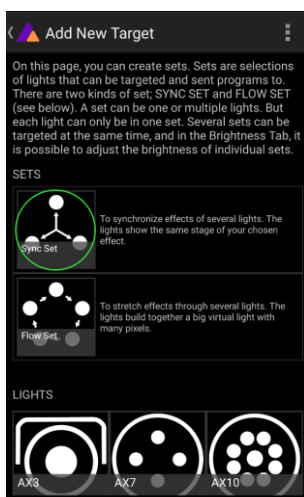 Add New Target
On this page, you can create sets. Sets are selections
of lights that can be targeted and sent programs to.
There are two kinds of set; SYNC SET and FLOW SET
(see below). A set can be one or multiple lights. But
each light can only be in one set. Several sets can be
targeted at the same time, and in the Brightness Tab, it
is possible to adjust the brightness of individual sets.
SETS
To synchronize effects of several lights. The
lights show the same stage of your chosen
effect.
Sync Set
To stretch effects through several lights. The
lights build together a big virtual light with
many pixels.
Flow Set
LIGHTS
AX3 AX7 AX10